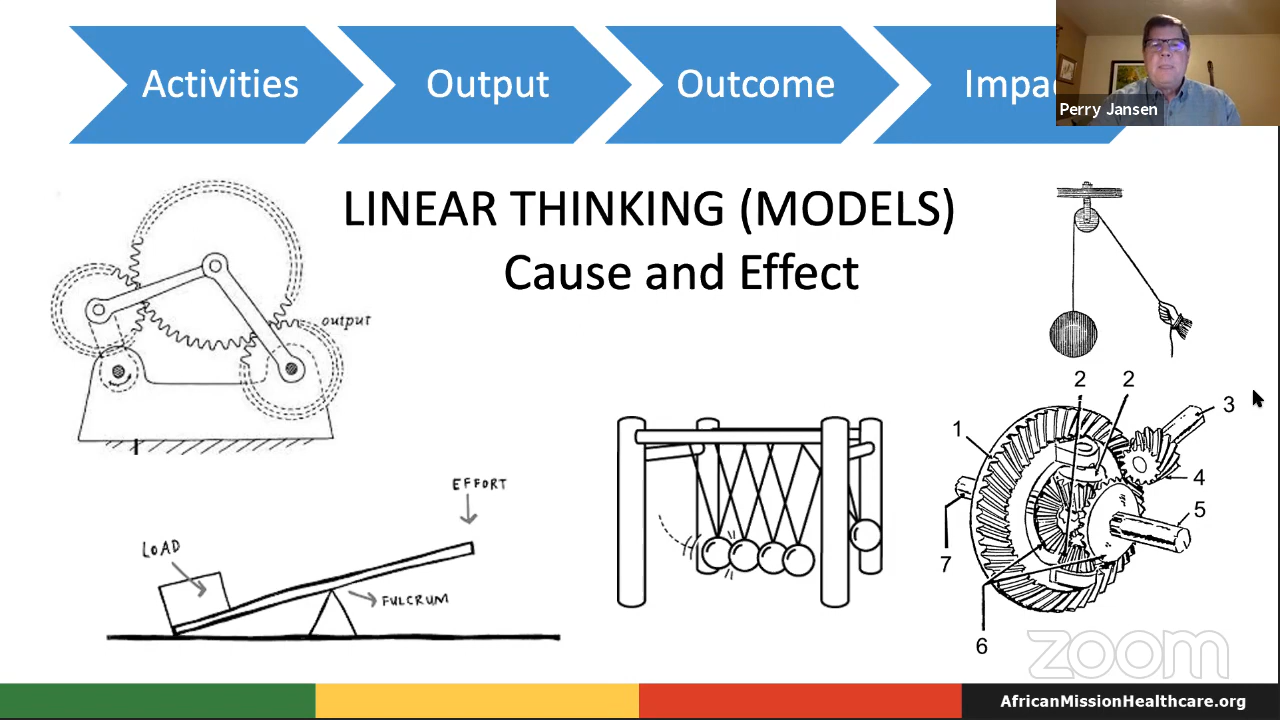 Activities
Output
Outcome
Impac
Perry Jansen
LINEAR THINKING (MODELS)
Cause and Effect
output
2 2
3
1
4
5
7
6
EFFORT
LOAD
FULCRUM
zoom
AfricanMissionHealthcare.org